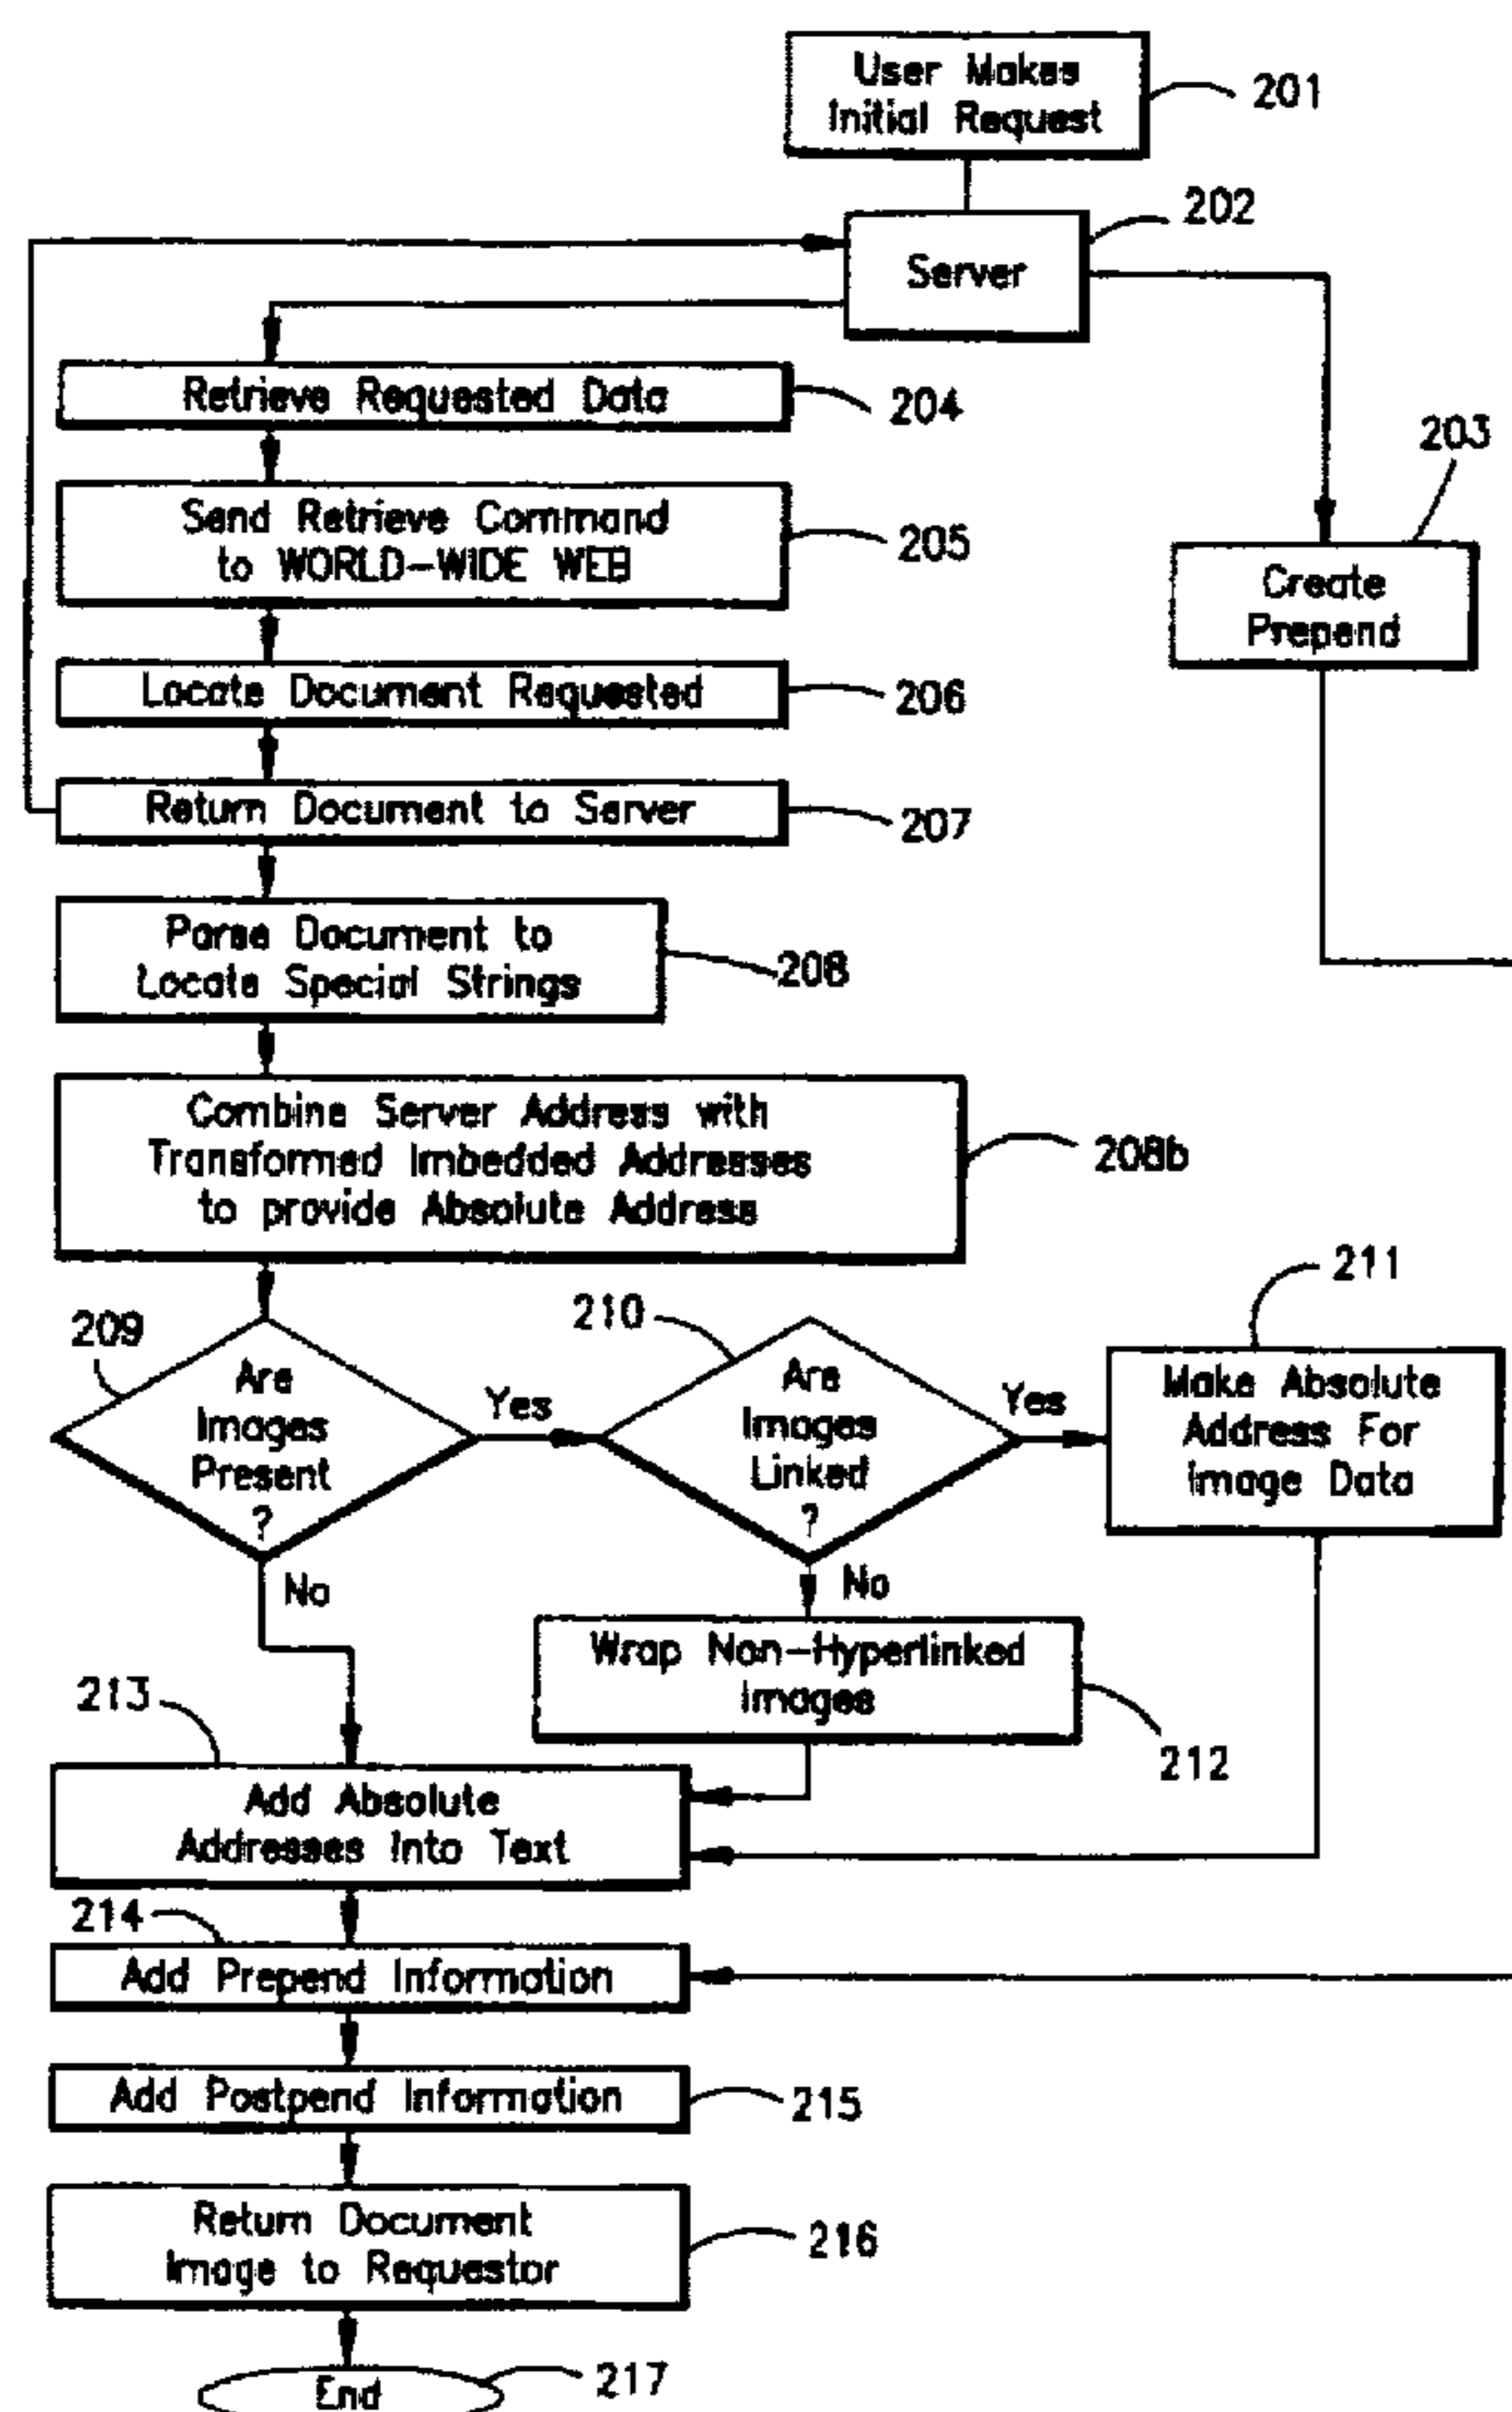 User Makes
Initial Request
201
Server
202
Retrieve Requested Data
204
203
Create
Prepend
Send Retrieve Command
to WORLD-WIDE WEB
205
Locate Document Requested
206
Return Document to Server
207
Parse Document to
Locate Special Strings
208
Combine Server Address with
Transformed Imbedded Addresses
to provide Absolute Address
208b
209
Are
Images
Present
?
Yes
No
210
Are
Images
Linked
?
Yes
No
211
Make Absolute
Address For
Image Data
Wrap Non-Hyperlinked
Images
212
213
Add Absolute
Addresses Into Text
214
Add Prepend Information
Add Postpend Information
215
Return Document
Image to Requestor
216
End
217